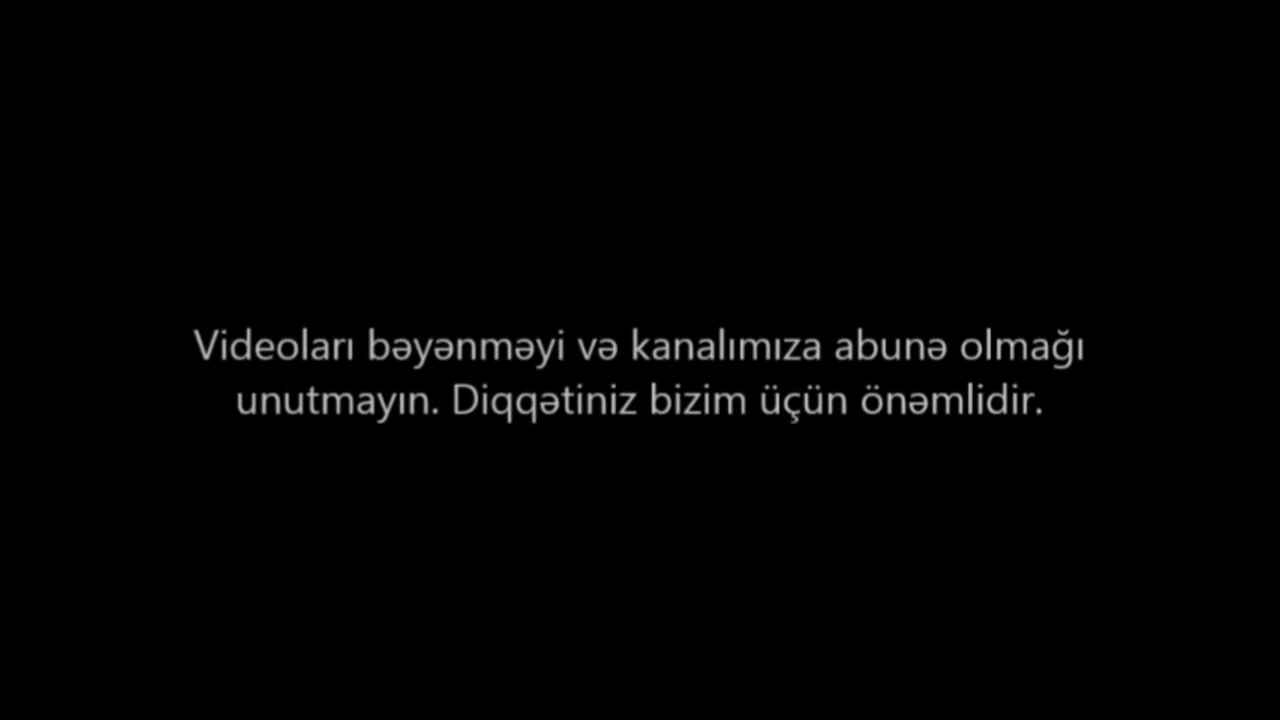 Videoları bəyənməyi və kanalımıza abunə olmağı
unutmayın. Diqqətiniz bizim üçün önəmlidir.